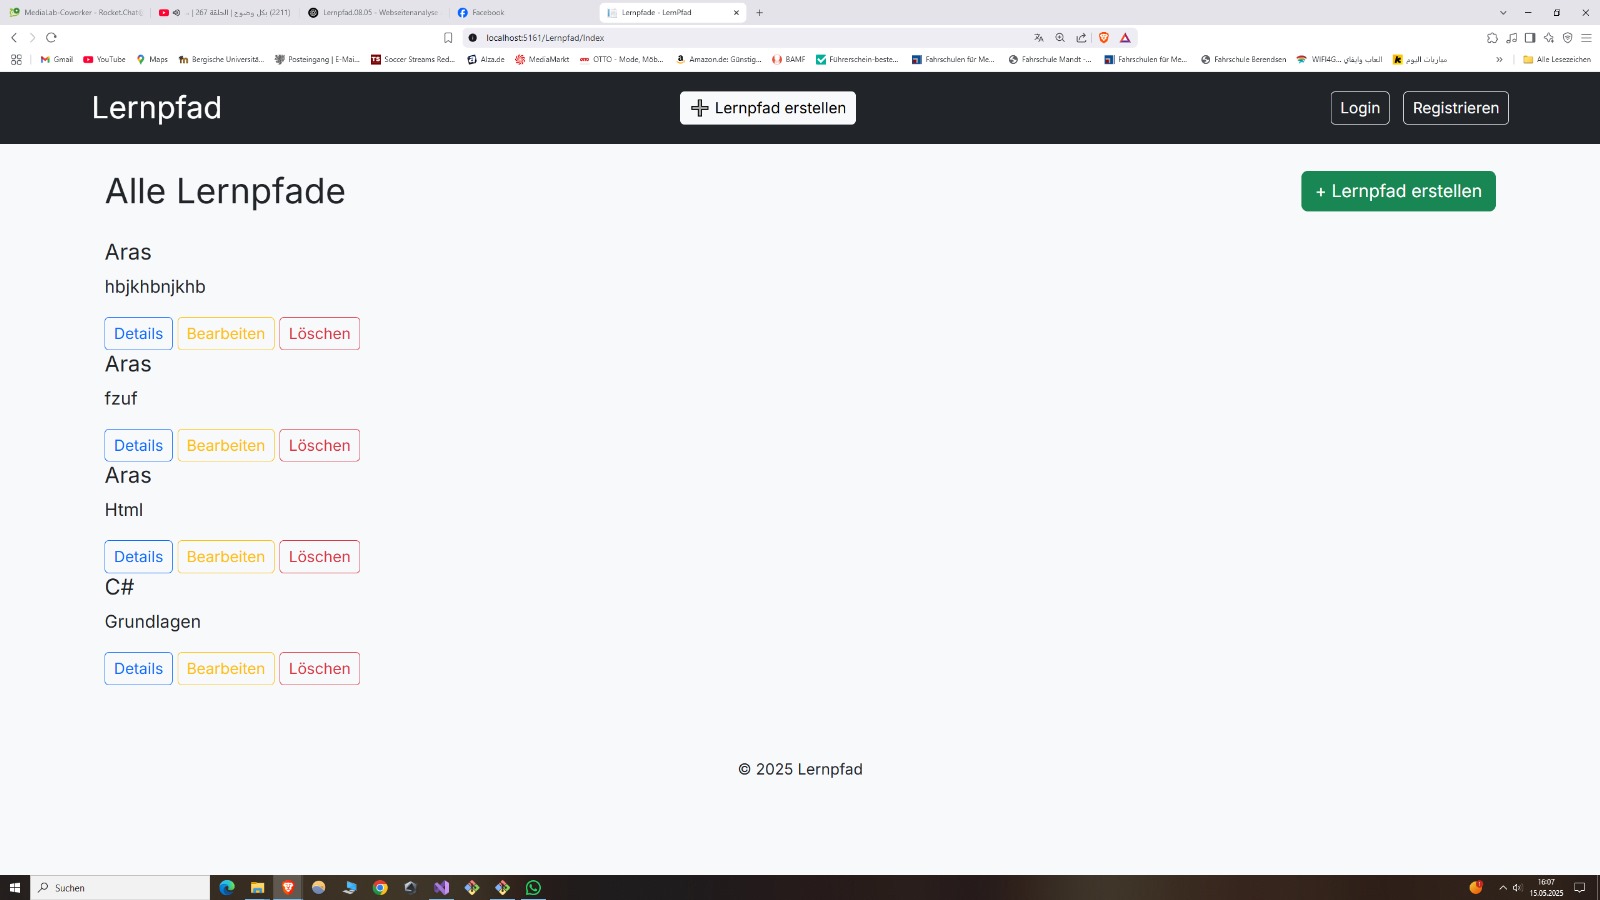 MediaLab-Coworker - Rocket.Chat
(2211) بكل وضوح | الحلقة 267 | -
Lernpfad.08.05 - Webseitenanalyse
Facebook
Lernpfade - LernPfad
localhost:5161/Lernpfad/Index
Gmail
YouTube
Maps
Bergische Universität...
Posteingang | E-Mai...
Soccer Streams Red...
Alza.de
MediaMarkt
OTTO - Mode, Möb...
Amazon.de: Günstig...
BAMF
Führerschein-beste...
Fahrschulen für Me...
Fahrschule Mandt -...
Fahrschulen für Me...
Fahrschule Berendsen
WIFI4G... العاب وايفاي
مباريات اليوم
Alle Lesezeichen
Lernpfad
Lernpfad erstellen
Login
Registrieren
Alle Lernpfade
+ Lernpfad erstellen
Aras
hbjkhbnjkhb
Details Bearbeiten Löschen
Aras
fzuf
Details Bearbeiten Löschen
Aras
Html
Details Bearbeiten Löschen
C#
Grundlagen
Details Bearbeiten Löschen
© 2025 Lernpfad
Suchen
16:07
15.05.2025